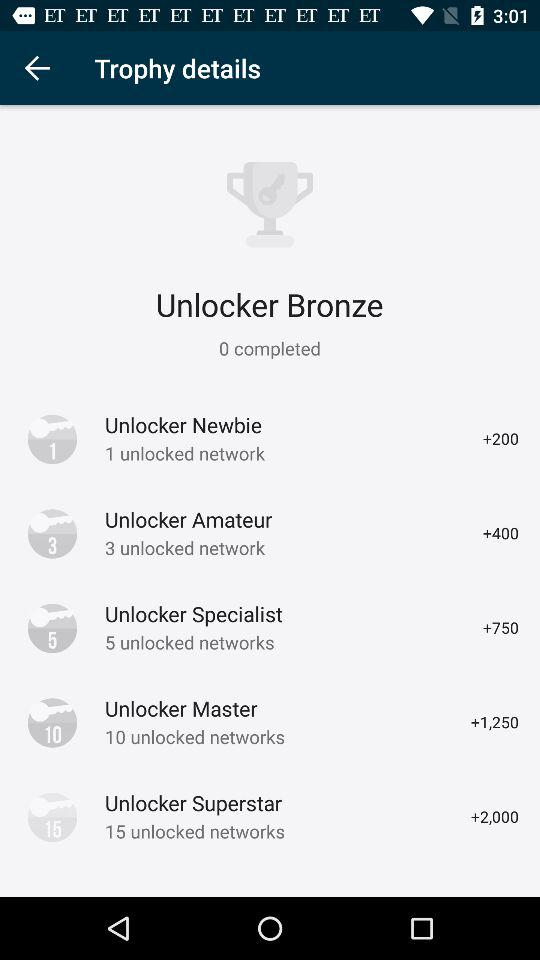 ET ET ET ET ET ET ET ET ET ET ET 3:01
Trophy details
Unlocker Bronze
0 completed
Unlocker Newbie
1 unlocked network
+200
1
Unlocker Amateur
3 unlocked network
+400
3
Unlocker Specialist
5 unlocked networks
+750
5
Unlocker Master
10 unlocked networks
+1,250
10
Unlocker Superstar
15 unlocked networks
+2,000
15